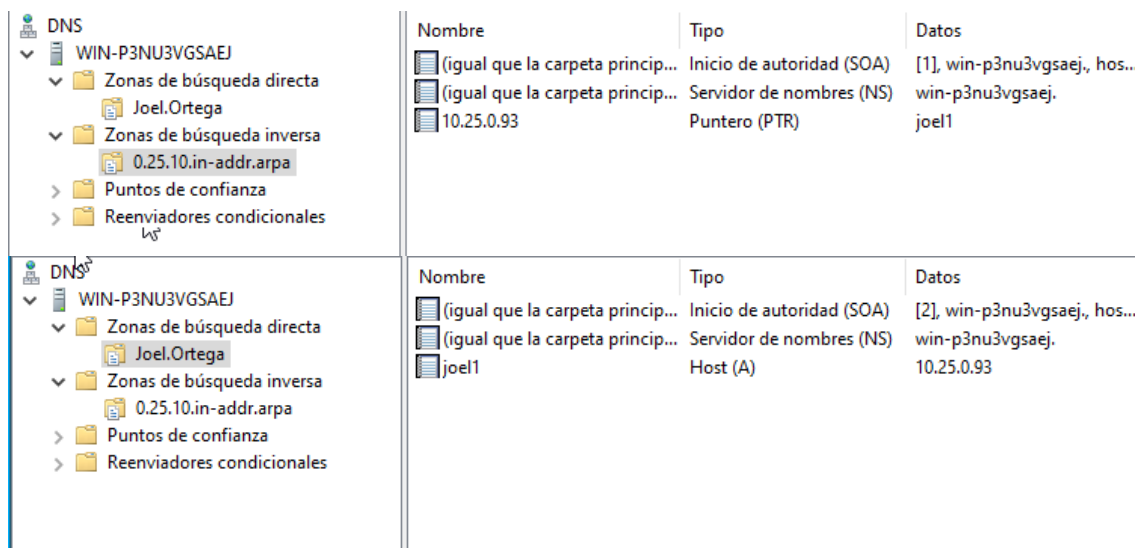 DNS
WIN-P3NU3VGSAEJ
Zonas de búsqueda directa
Joel.Ortega
Zonas de búsqueda inversa
0.25.10.in-addr.arpa
Puntos de confianza
Reenviadores condicionales
Nombre Tipo Datos
(igual que la carpeta princip... Inicio de autoridad (SOA) [1], win-p3nu3vgsaej., hos...
(igual que la carpeta princip... Servidor de nombres (NS) win-p3nu3vgsaej.
10.25.0.93 Puntero (PTR) joel1
DNS
WIN-P3NU3VGSAEJ
Zonas de búsqueda directa
Joel.Ortega
Zonas de búsqueda inversa
0.25.10.in-addr.arpa
Puntos de confianza
Reenviadores condicionales
Nombre Tipo Datos
(igual que la carpeta princip... Inicio de autoridad (SOA) [2], win-p3nu3vgsaej., hos...
(igual que la carpeta princip... Servidor de nombres (NS) win-p3nu3vgsaej.
joel1 Host (A) 10.25.0.93